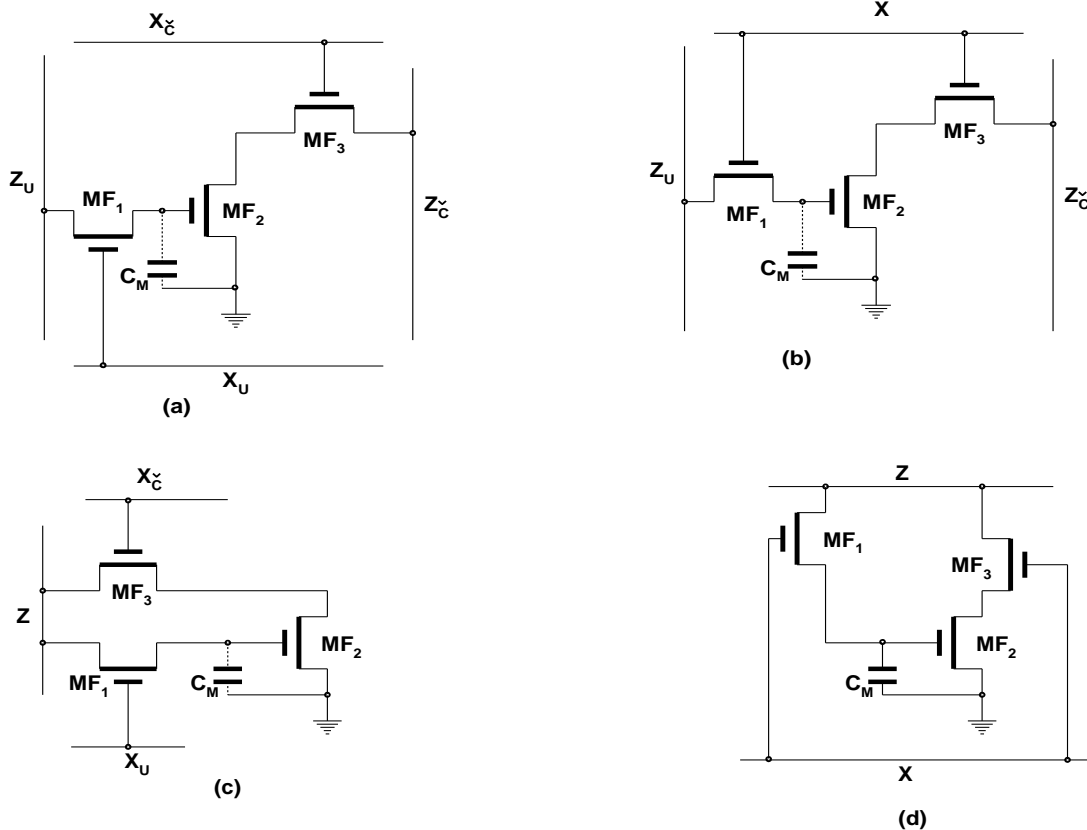 X_Č
Z_U
MF_1
MF_2
MF_3
Z_Č
C_M
X_U
(a)
X
Z_U
MF_1
MF_2
MF_3
Z_Č
C_M
(b)
X_Č
MF_3
Z
MF_2
MF_1
C_M
X_U
(c)
Z
MF_1
MF_3
MF_2
C_M
X
(d)